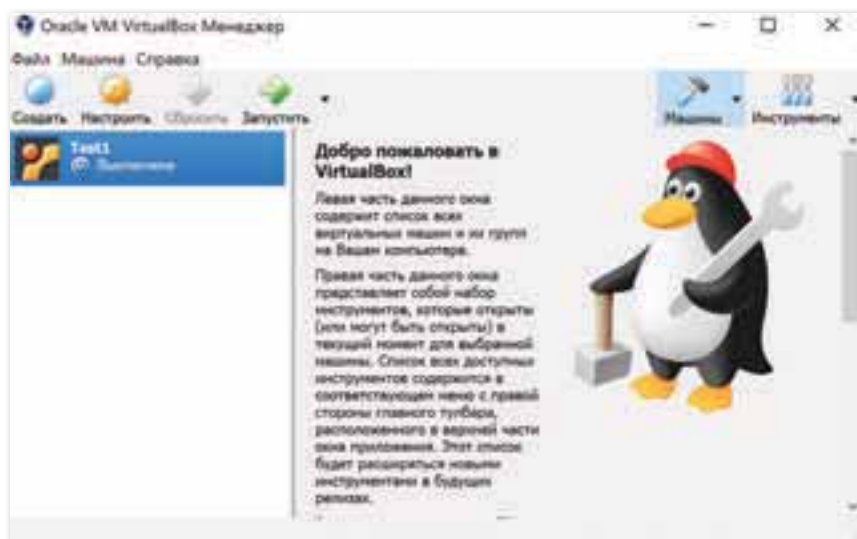 Oracle VM VirtualBox Менеджер
Файл Машина Справка
Создать Настроить Сбросить Запустить
Машины Инструменты
Test1
Выключена
Добро пожаловать в
VirtualBox!
Левая часть данного окна
содержит список всех
виртуальных машин и их групп
на Вашем компьютере.
Правая часть данного окна
представляет собой набор
инструментов, которые открыты
(или могут быть открыты) в
текущий момент для выбранной
машины. Список всех доступных
инструментов содержится в
соответствующем меню с правой
стороны главного тулбара,
расположенного в верхней части
окна приложения. Этот список
будет расширяться новыми
инструментами в будущих
релизах.